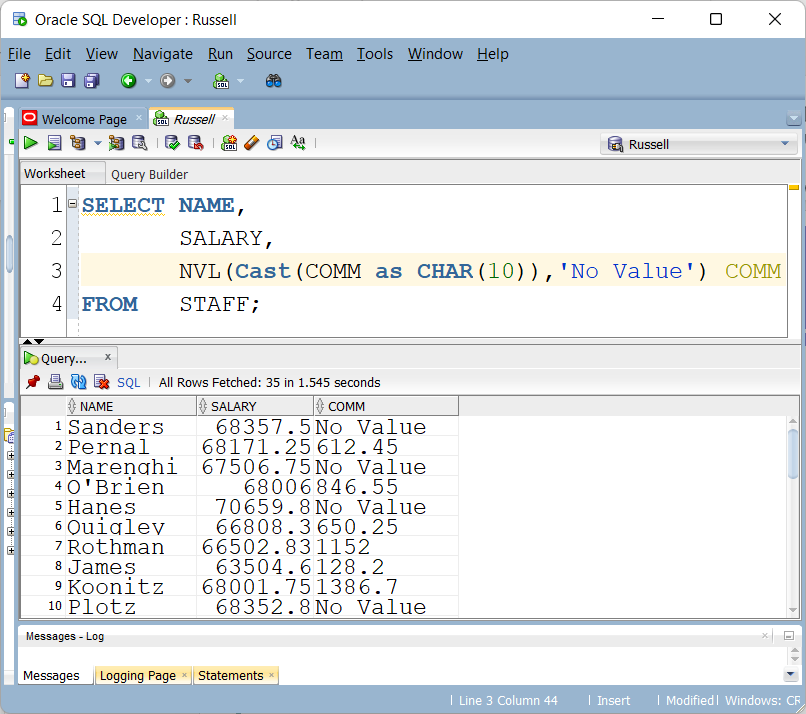 Oracle SQL Developer : Russell
File Edit View Navigate Run Source Team Tools Window Help
Welcome Page Russell
Russell
Worksheet Query Builder
1 SELECT NAME,
2 SALARY,
3 NVL(Cast(COMM as CHAR(10)),'No Value') COMM
4 FROM STAFF;
Query...
SQL All Rows Fetched: 35 in 1.545 seconds
NAME SALARY COMM
1 Sanders 68357.5 No Value
2 Pernal 68171.25 612.45
3 Marenghi 67506.75 No Value
4 O'Brien 68006 846.55
5 Hanes 70659.8 No Value
6 Quigley 66808.3 650.25
7 Rothman 66502.83 1152
8 James 63504.6 128.2
9 Koonitz 68001.75 1386.7
10 Plotz 68352.8 No Value
Messages - Log
Messages Logging Page Statements
Line 3 Column 44 Insert Modified Windows: CR